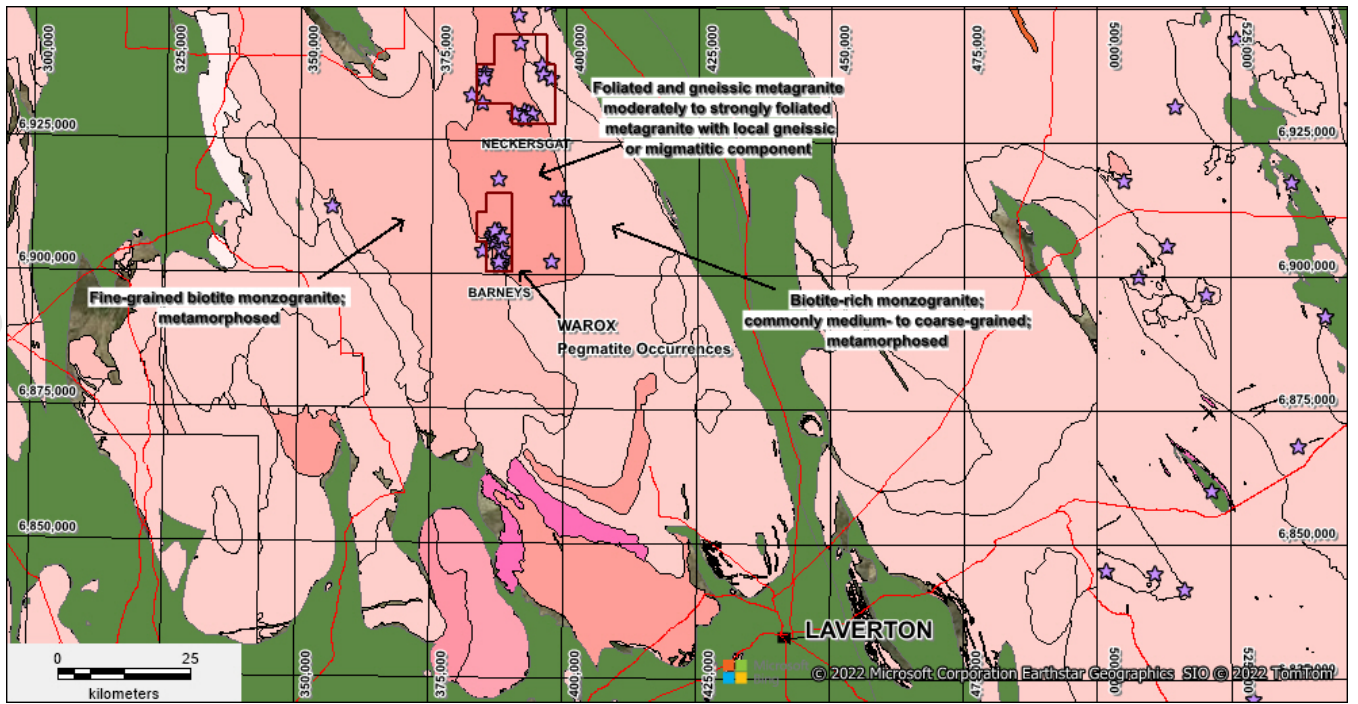 300,000
325,000
350,000
375,000
400,000
425,000
450,000
475,000
500,000
525,000
Foliated and gneissic metagranite
moderately to strongly foliated
metagranite with local gneissic
or migmatitic component
6,925,000
6,925,000
NECKERSGAT
6,900,000
6,900,000
BARNEYS
Fine-grained biotite monzogranite;
metamorphosed
Biotite-rich monzogranite;
commonly medium- to coarse-grained;
metamorphosed
WAROX
Pegmatite Occurrences
6,875,000
6,875,000
6,850,000
6,850,000
LAVERTON
0 25
kilometers
350,000
375,000
400,000
425,000
© 2022 Microsoft Corporation Earthstar Geographics SIO © 2022 TomTom